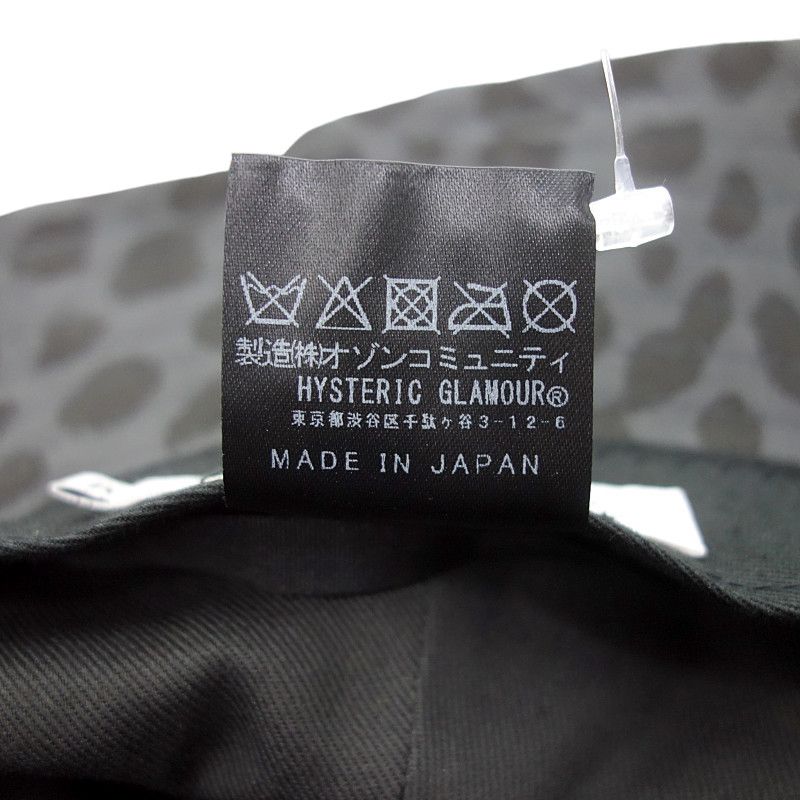 製造(株)オゾンコミュニティ
HYSTERIC GLAMOUR®
東京都渋谷区千駄ヶ谷3-12-6
MADE IN JAPAN